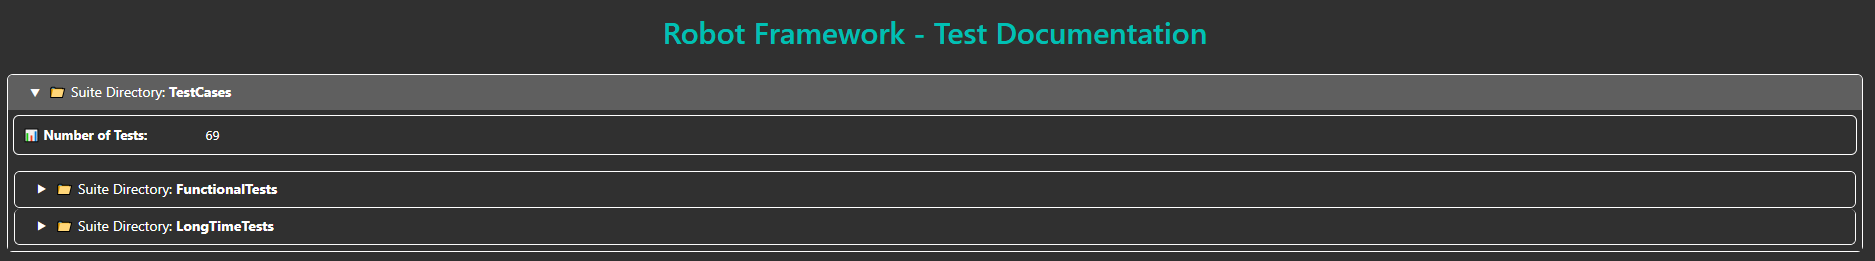 Robot Framework - Test Documentation
Suite Directory: TestCases
Number of Tests: 69
Suite Directory: FunctionalTests
Suite Directory: LongTimeTests